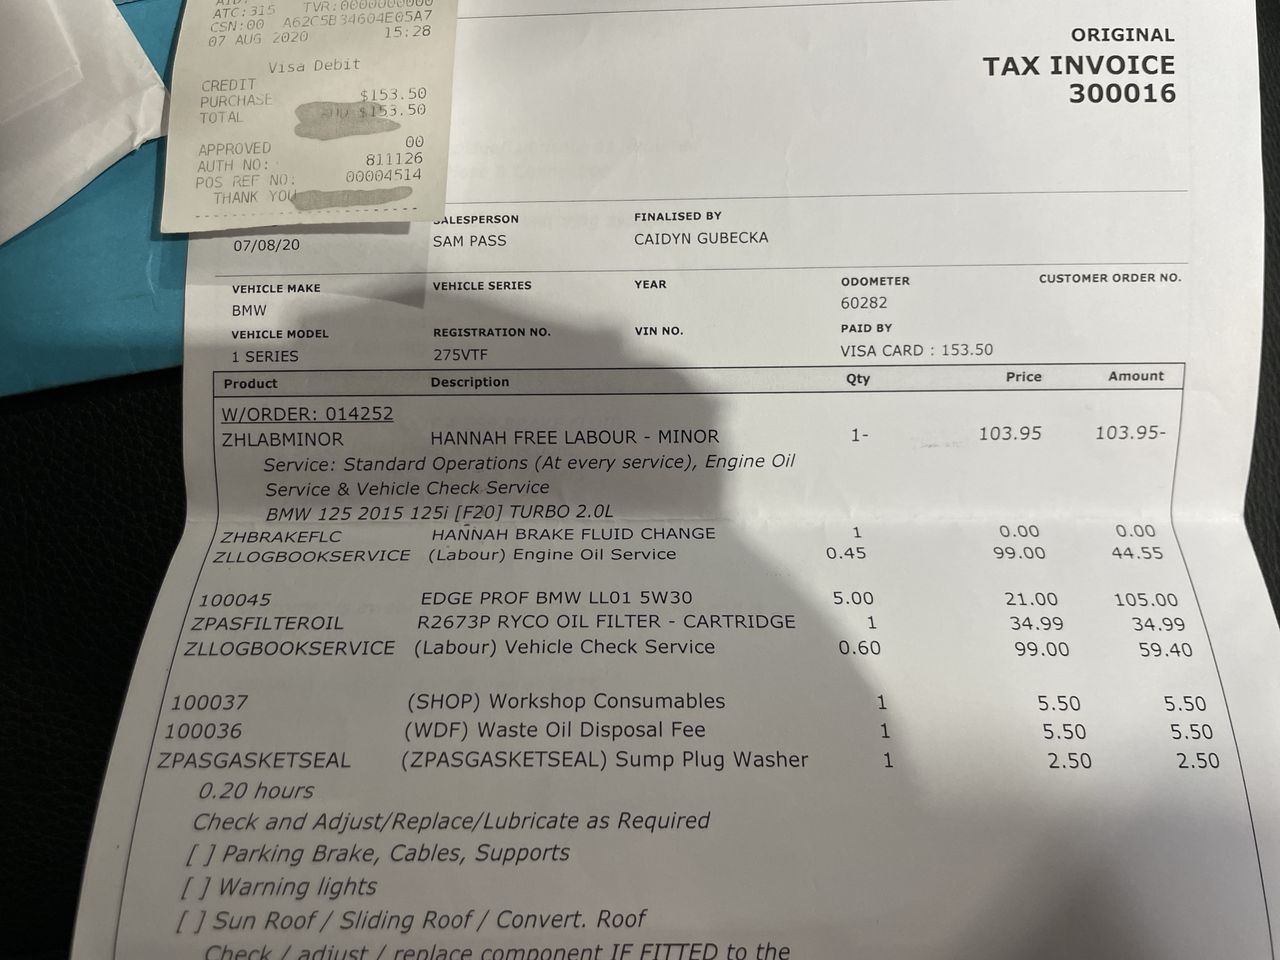 ATC:315 TVR:0000000000
CSN:00 A62C5B34604E05A7
07 AUG 2020 15:28
Visa Debit
CREDIT
PURCHASE $153.50
TOTAL $153.50
APPROVED 00
AUTH NO: 811126
POS REF NO: 00004514
THANK YOU
ORIGINAL
TAX INVOICE
300016
SALESPERSON FINALISED BY
07/08/20 SAM PASS CAIDYN GUBECKA
VEHICLE MAKE VEHICLE SERIES YEAR ODOMETER CUSTOMER ORDER NO.
BMW 60282
VEHICLE MODEL REGISTRATION NO. VIN NO. PAID BY
1 SERIES 275VTF VISA CARD : 153.50
Product Description Qty Price Amount
W/ORDER: 014252
ZHLABMINOR HANNAH FREE LABOUR - MINOR 1- 103.95 103.95-
Service: Standard Operations (At every service), Engine Oil
Service & Vehicle Check Service
BMW 125 2015 125i [F20] TURBO 2.0L
ZHBRAKEFLC HANNAH BRAKE FLUID CHANGE 1 0.00 0.00
ZLLOGBOOKSERVICE (Labour) Engine Oil Service 0.45 99.00 44.55
100045 EDGE PROF BMW LL01 5W30 5.00 21.00 105.00
ZPASFILTEROIL R2673P RYCO OIL FILTER - CARTRIDGE 1 34.99 34.99
ZLLOGBOOKSERVICE (Labour) Vehicle Check Service 0.60 99.00 59.40
100037 (SHOP) Workshop Consumables 1 5.50 5.50
100036 (WDF) Waste Oil Disposal Fee 1 5.50 5.50
ZPASGASKETSEAL (ZPASGASKETSEAL) Sump Plug Washer 1 2.50 2.50
0.20 hours
Check and Adjust/Replace/Lubricate as Required
[ ] Parking Brake, Cables, Supports
[ ] Warning lights
[ ] Sun Roof / Sliding Roof / Convert. Roof
Check / adjust / replace component IF FITTED to the